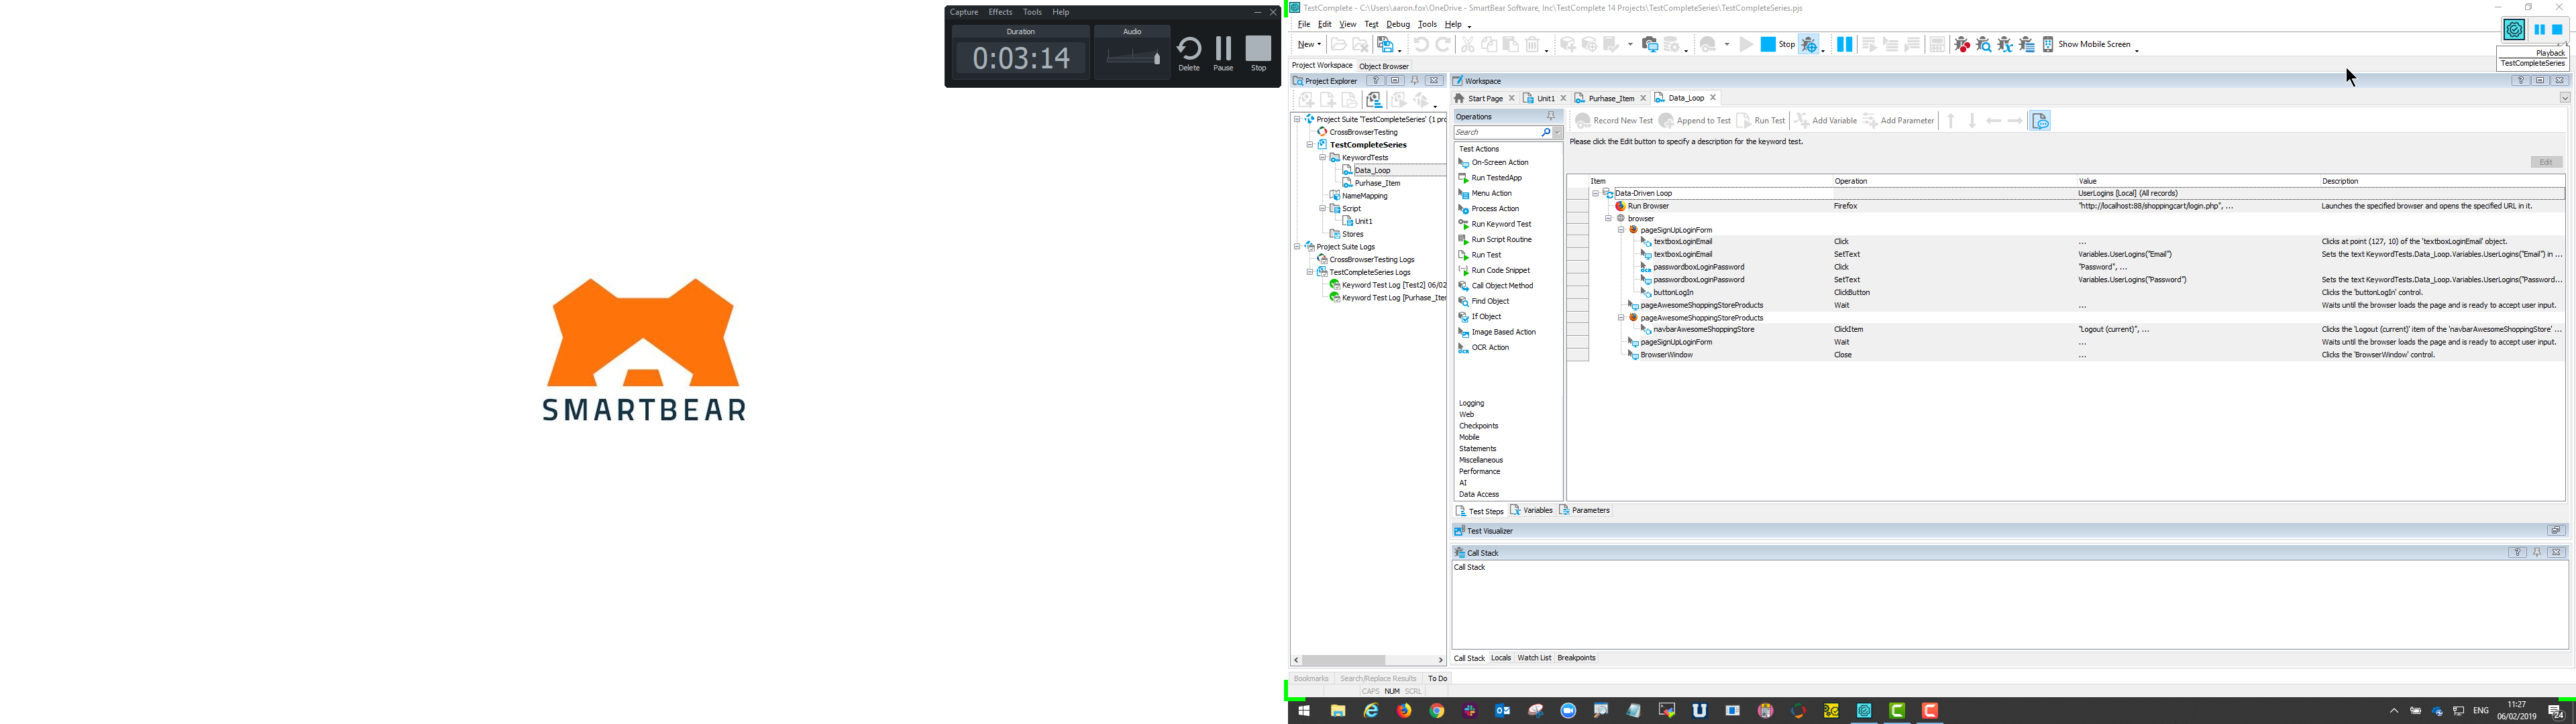 Capture Effects Tools Help
Duration
Audio
0:03:14
Delete Pause Stop
SMARTBEAR
TestComplete - C:\Users\aaron.fox\OneDrive - SmartBear Software, Inc\TestComplete 14 Projects\TestCompleteSeries\TestCompleteSeries.pjs
File Edit View Test Debug Tools Help
New
Stop
Show Mobile Screen
Playback
TestCompleteSeries
Project Workspace Object Browser
Project Explorer
Project Suite 'TestCompleteSeries' (1 pro
CrossBrowserTesting
TestCompleteSeries
KeywordTests
Data_Loop
Purhase_Item
NameMapping
Script
Unit1
Stores
Project Suite Logs
CrossBrowserTesting Logs
TestCompleteSeries Logs
Keyword Test Log [Test2] 06/02
Keyword Test Log [Purhase_Iter
Workspace
Start Page Unit1 Purhase_Item Data_Loop
Operations
Search
Test Actions
On-Screen Action
Run TestedApp
Menu Action
Process Action
Run Keyword Test
Run Script Routine
Run Test
Run Code Snippet
Call Object Method
Find Object
If Object
Image Based Action
OCR Action
Logging
Web
Checkpoints
Mobile
Statements
Miscellaneous
Performance
AI
Data Access
Record New Test Append to Test Run Test Add Variable Add Parameter
Please click the Edit button to specify a description for the keyword test.
Edit
Item Operation Value Description
Data-Driven Loop UserLogins [Local] (All records)
Run Browser Firefox "http://localhost:88/shoppingcart/login.php", ... Launches the specified browser and opens the specified URL in it.
browser
pageSignUpLoginForm
textboxLoginEmail Click ... Clicks at point (127, 10) of the 'textboxLoginEmail' object.
textboxLoginEmail SetText Variables.UserLogins("Email") Sets the text KeywordTests.Data_Loop.Variables.UserLogins("Email") in ...
passwordboxLoginPassword Click "Password", ...
passwordboxLoginPassword SetText Variables.UserLogins("Password") Sets the text KeywordTests.Data_Loop.Variables.UserLogins("Password...
buttonLogIn ClickButton Clicks the 'buttonLogIn' control.
pageAwesomeShoppingStoreProducts Wait ... Waits until the browser loads the page and is ready to accept user input.
pageAwesomeShoppingStoreProducts
navbarAwesomeShoppingStore ClickItem "Logout (current)", ... Clicks the 'Logout (current)' item of the 'navbarAwesomeShoppingStore' ...
pageSignUpLoginForm Wait ... Waits until the browser loads the page and is ready to accept user input.
BrowserWindow Close ... Clicks the 'BrowserWindow' control.
Test Steps Variables Parameters
Test Visualizer
Call Stack
Call Stack
Call Stack Locals Watch List Breakpoints
Bookmarks Search/Replace Results To Do
CAPS NUM SCRL
ENG
11:27
06/02/2019
24